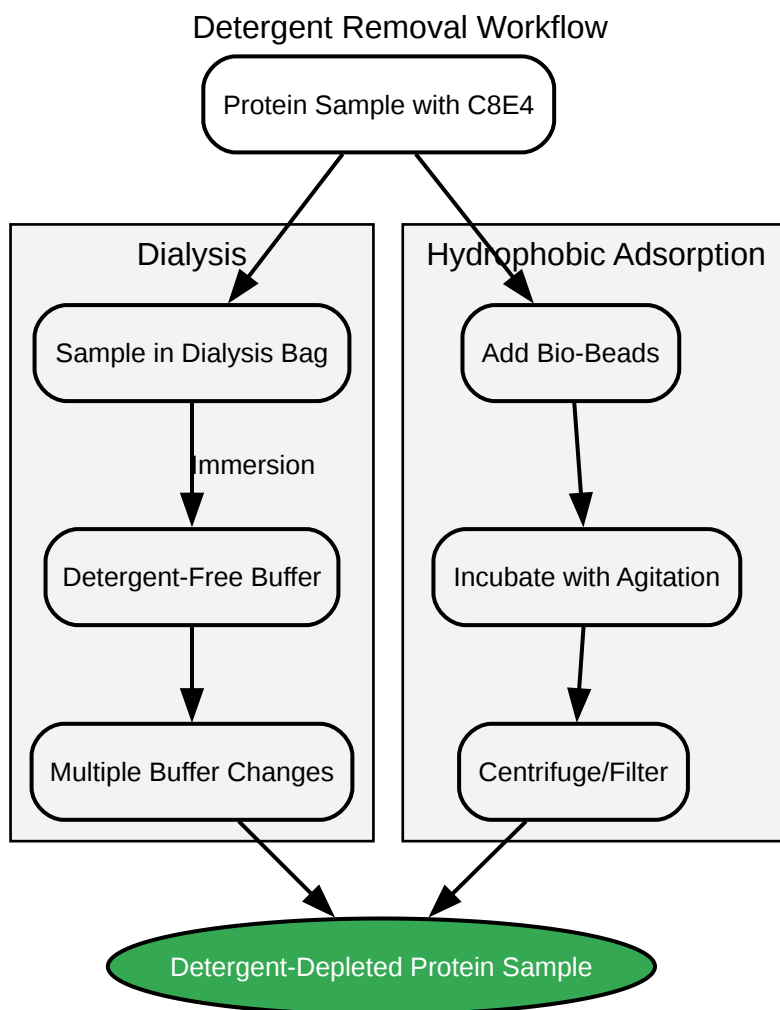 Detergent Removal Workflow
Protein Sample with C8E4
Dialysis
Sample in Dialysis Bag
Immersion
Detergent-Free Buffer
Multiple Buffer Changes
Hydrophobic Adsorption
Add Bio-Beads
Incubate with Agitation
Centrifuge/Filter
Detergent-Depleted Protein Sample